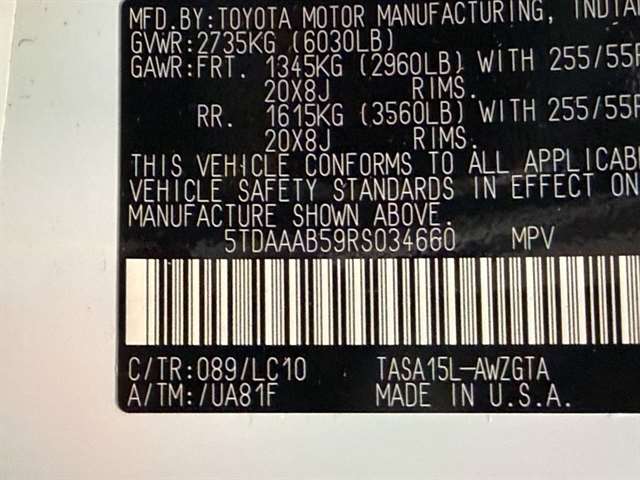 MFD.BY:TOYOTA MOTOR MANUFACTURING, INDIA
GVWR:2735KG (6030LB)
GAWR:FRT. 1345KG (2960LB) WITH 255/55R
20X8J RIMS.
RR. 1615KG (3560LB) WITH 255/55R
20X8J RIMS.
THIS VEHICLE CONFORMS TO ALL APPLICAB
VEHICLE SAFETY STANDARDS IN EFFECT ON
MANUFACTURE SHOWN ABOVE.
5TDAAAB59RS034660 MPV
C/TR:089/LC10 TASA15L-AWZGTA
A/TM:/UA81F MADE IN U.S.A.